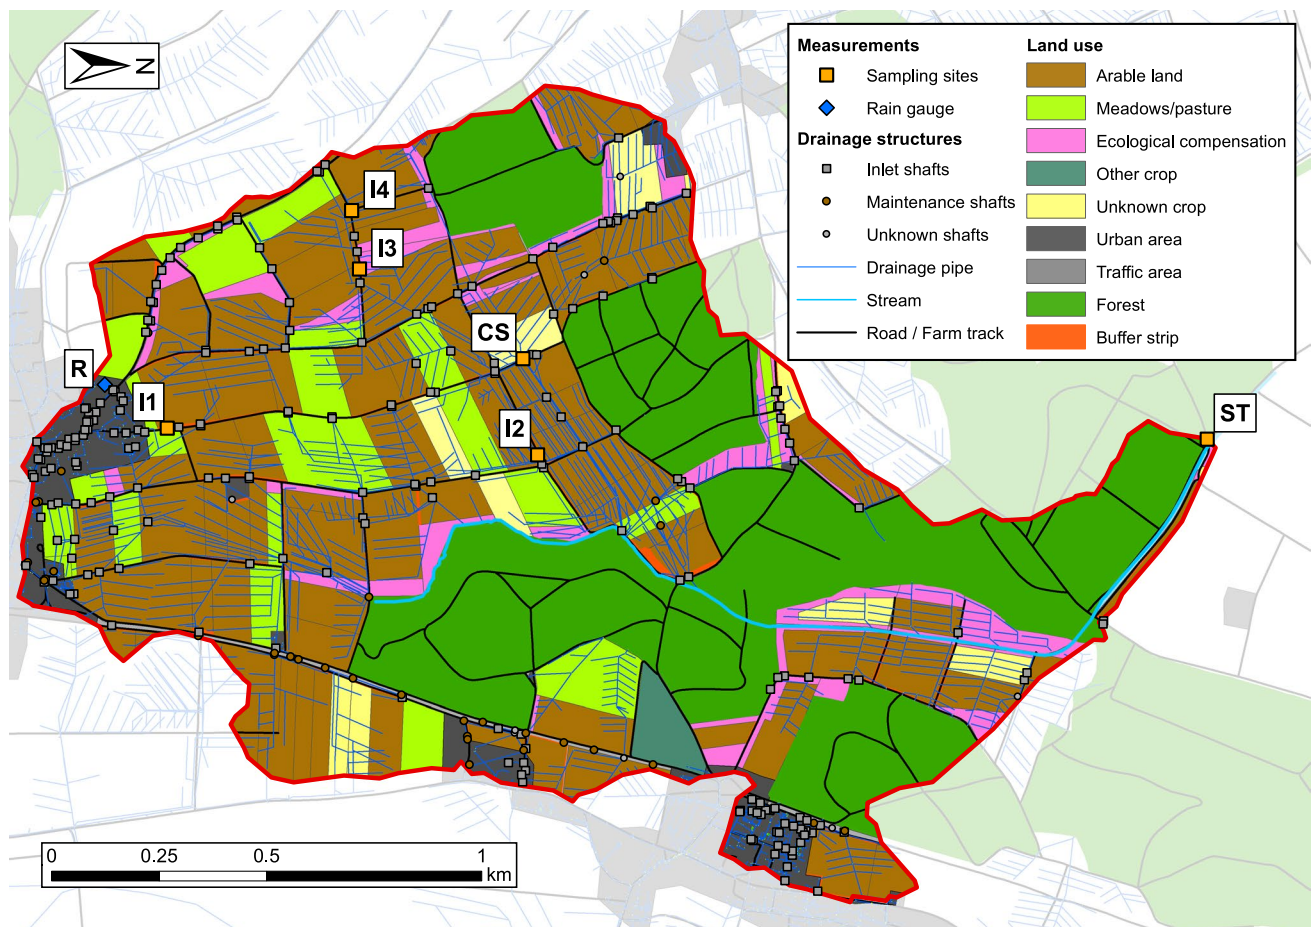 N
Measurements
Sampling sites
Rain gauge
Drainage structures
Inlet shafts
Maintenance shafts
Unknown shafts
Drainage pipe
Stream
Road / Farm track
Land use
Arable land
Meadows/pasture
Ecological compensation
Other crop
Unknown crop
Urban area
Traffic area
Forest
Buffer strip
I4
I3
CS
R
I1
I2
ST
0 0.25 0.5 1
km